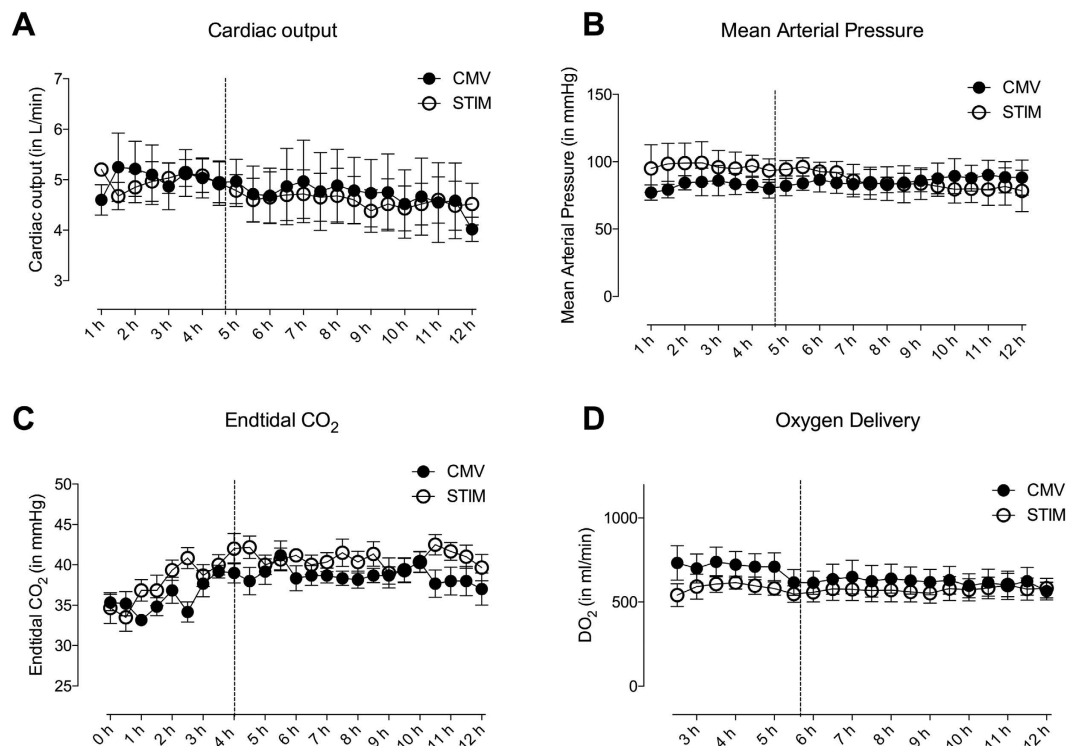 A
Cardiac output
CMV
STIM
Cardiac output (in L/min)
7
6
5
4
3
1 h
2 h
3 h
4 h
5 h
6 h
7 h
8 h
9 h
10 h
11 h
12 h
B
Mean Arterial Pressure
CMV
STIM
Mean Arterial Pressure (in mmHg)
150
100
50
0
1 h
2 h
3 h
4 h
5 h
6 h
7 h
8 h
9 h
10 h
11 h
12 h
C
Endtidal CO2
CMV
STIM
Endtidal CO2 (in mmHg)
50
45
40
35
30
25
0 h
1 h
2 h
3 h
4 h
5 h
6 h
7 h
8 h
9 h
10 h
11 h
12 h
D
Oxygen Delivery
CMV
STIM
DO2 (in ml/min)
1000
500
0
3 h
4 h
5 h
6 h
7 h
8 h
9 h
10 h
11 h
12 h